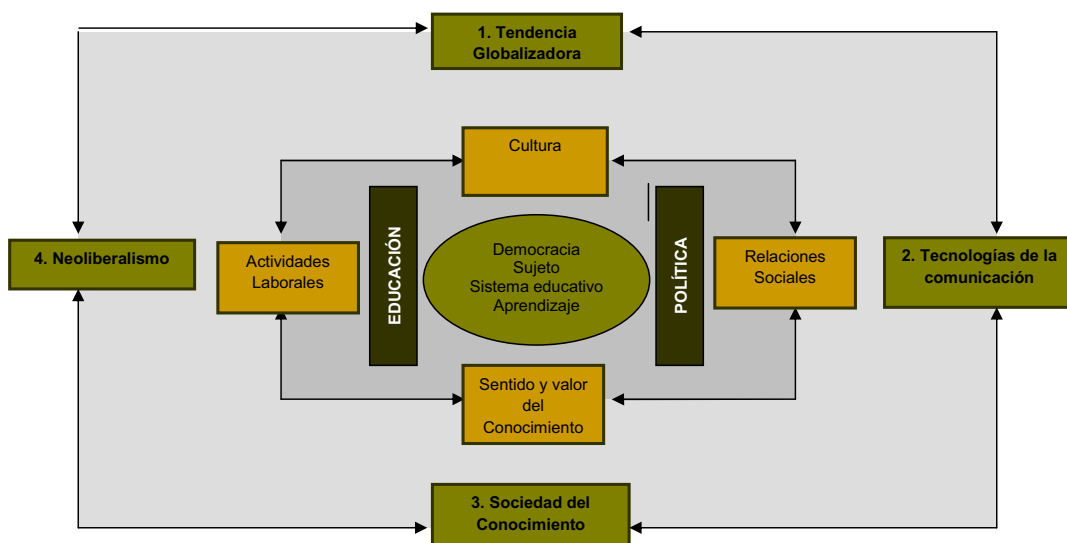 1. Tendencia
Globalizadora
Cultura
EDUCACIÓN
POLÍTICA
4. Neoliberalismo
Actividades
Laborales
Democracia
Sujeto
Sistema educativo
Aprendizaje
Relaciones
Sociales
2. Tecnologías de la
comunicación
Sentido y valor
del
Conocimiento
3. Sociedad del
Conocimiento